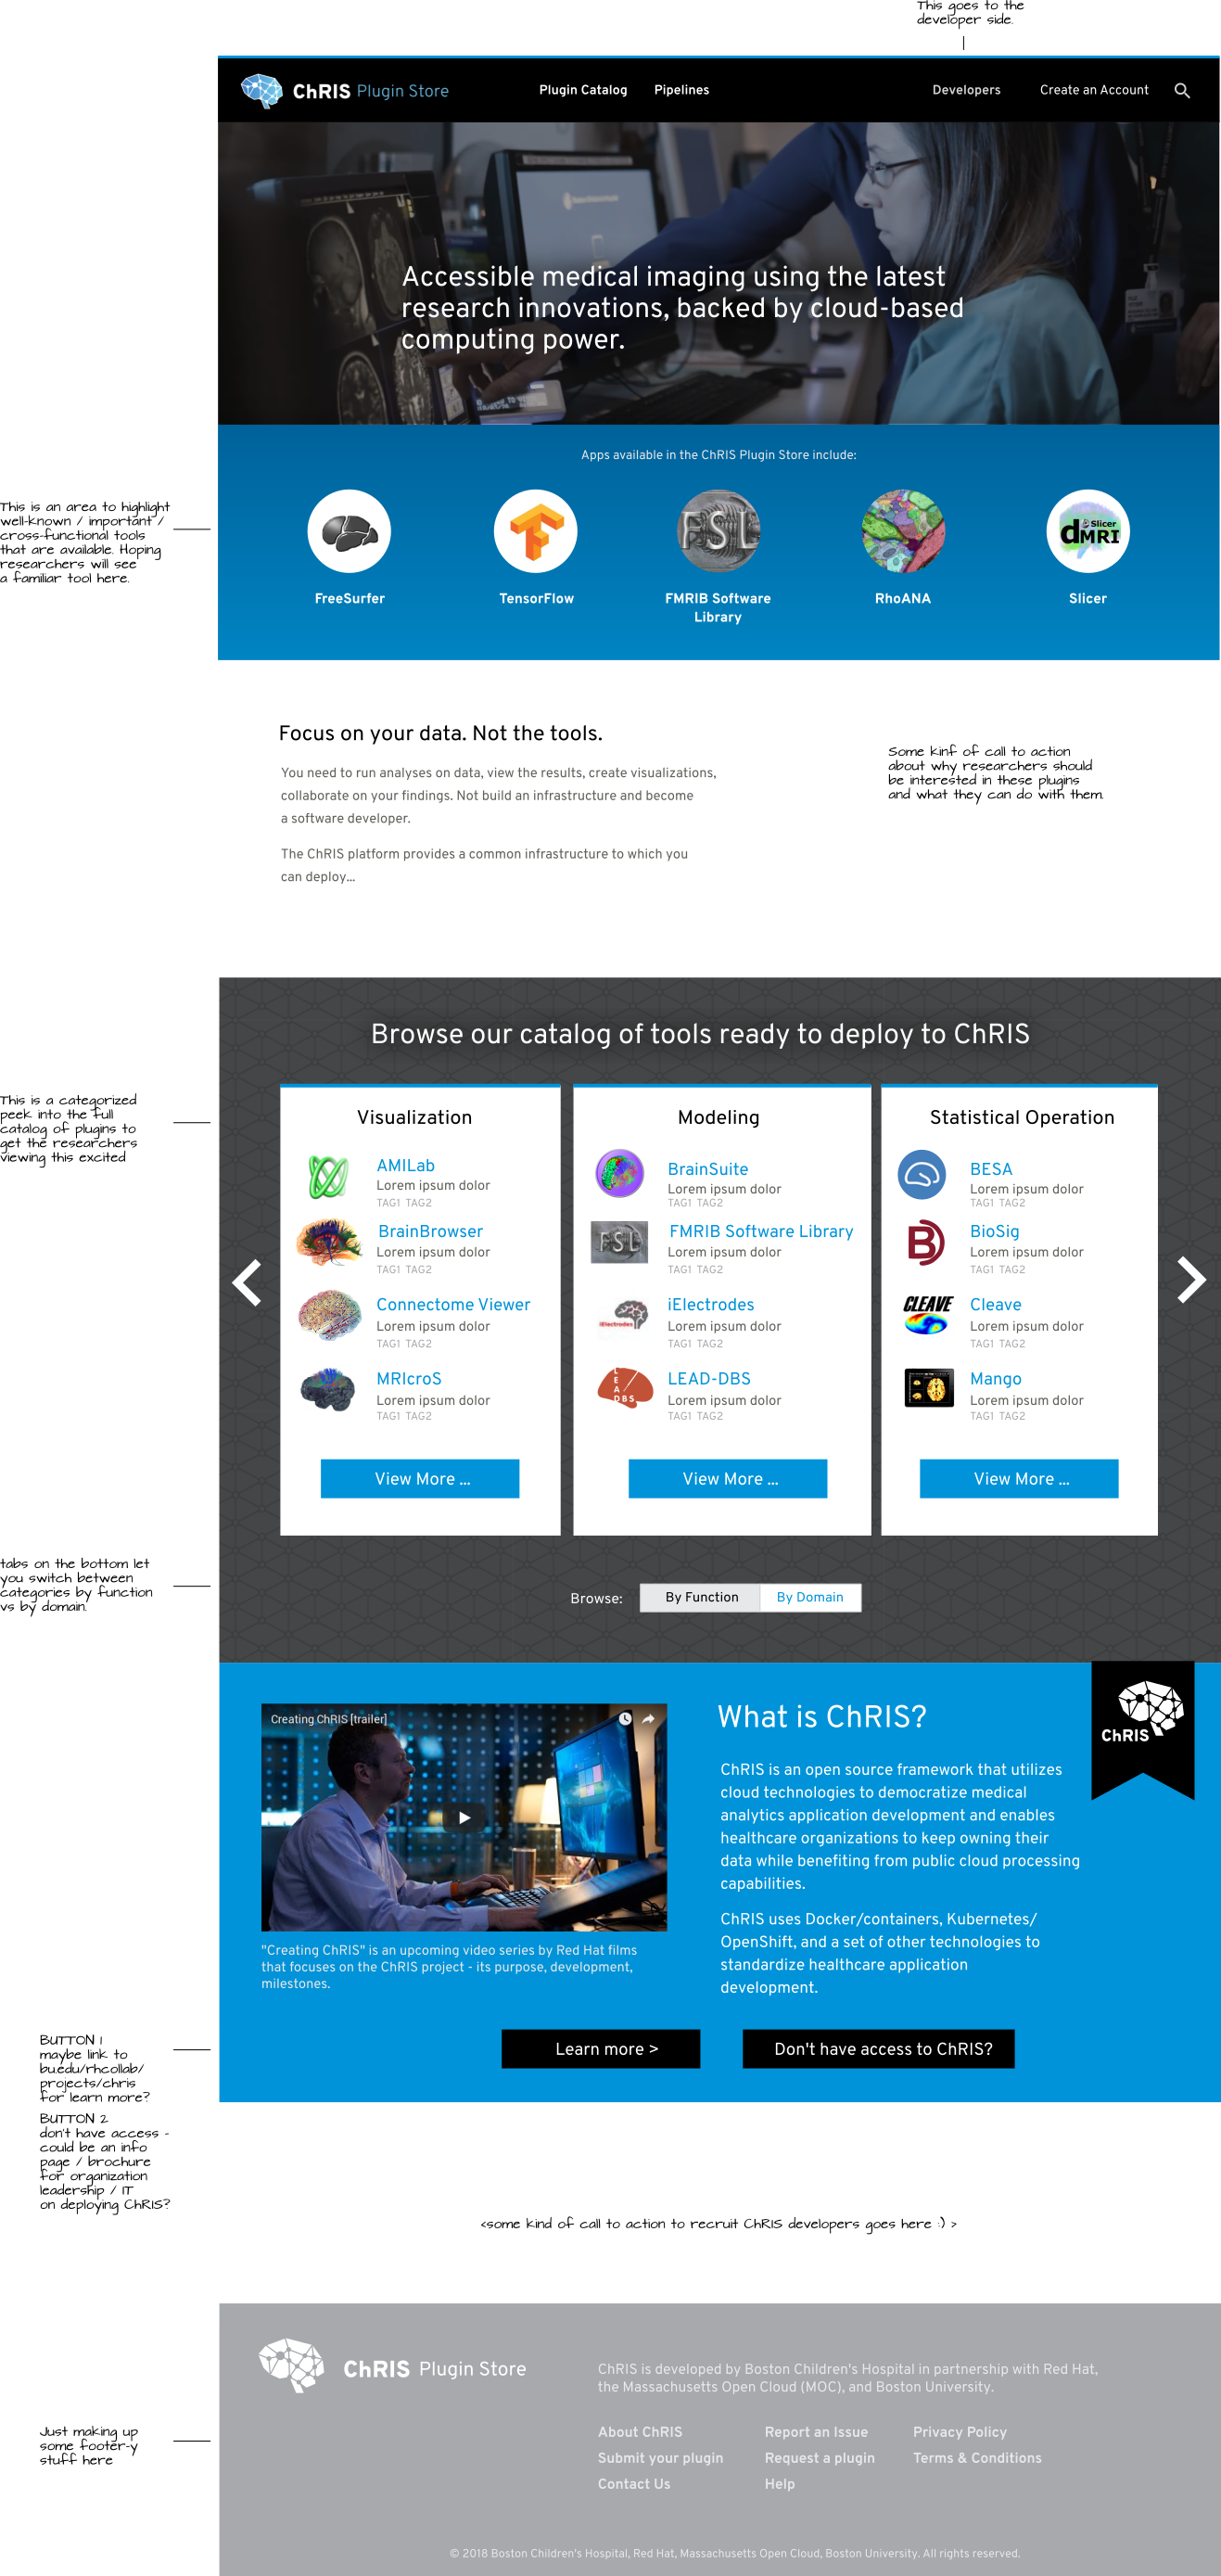 This goes to the
developer side.
ChRIS Plugin Store
Plugin Catalog
Pipelines
Developers
Create an Account
Accessible medical imaging using the latest
research innovations, backed by cloud-based
computing power.
Apps available in the ChRIS Plugin Store include:
This is an area to highlight
well-known / important /
cross-functional tools
that are available. Hoping
researchers will see
a familiar tool here.
FSL
Slicer
dMRI
FreeSurfer
TensorFlow
FMRIB Software
Library
RhoANA
Slicer
Focus on your data. Not the tools.
You need to run analyses on data, view the results, create visualizations,
collaborate on your findings. Not build an infrastructure and become
a software developer.
The ChRIS platform provides a common infrastructure to which you
can deploy...
Some kinf of call to action
about why researchers should
be interested in these plugins
and what they can do with them.
Browse our catalog of tools ready to deploy to ChRIS
This is a categorized
peek into the full
catalog of plugins to
get the researchers
viewing this excited
Visualization
AMILab
Lorem ipsum dolor
TAG1 TAG2
BrainBrowser
Lorem ipsum dolor
TAG1 TAG2
Connectome Viewer
Lorem ipsum dolor
TAG1 TAG2
MRIcroS
Lorem ipsum dolor
TAG1 TAG2
View More ...
Modeling
BrainSuite
Lorem ipsum dolor
TAG1 TAG2
FSL
FMRIB Software Library
Lorem ipsum dolor
TAG1 TAG2
iElectrodes
iElectrodes
Lorem ipsum dolor
TAG1 TAG2
LEAD DBS
LEAD-DBS
Lorem ipsum dolor
TAG1 TAG2
View More ...
Statistical Operation
BESA
Lorem ipsum dolor
TAG1 TAG2
B
BioSig
Lorem ipsum dolor
TAG1 TAG2
CLEAVE
Cleave
Lorem ipsum dolor
TAG1 TAG2
Mango
Lorem ipsum dolor
TAG1 TAG2
View More ...
tabs on the bottom let
you switch between
categories by function
vs by domain.
Browse:
By Function
By Domain
Creating ChRIS [trailer]
"Creating ChRIS" is an upcoming video series by Red Hat films
that focuses on the ChRIS project - its purpose, development,
milestones.
What is ChRIS?
ChRIS
ChRIS is an open source framework that utilizes
cloud technologies to democratize medical
analytics application development and enables
healthcare organizations to keep owning their
data while benefiting from public cloud processing
capabilities.
ChRIS uses Docker/containers, Kubernetes/
OpenShift, and a set of other technologies to
standardize healthcare application
development.
BUTTON 1
maybe link to
bu.edu/rhcollab/
projects/chris
for learn more?
Learn more >
Don't have access to ChRIS?
BUTTON 2
don't have access -
could be an info
page / brochure
for organization
leadership / IT
on deploying ChRIS?
<some kind of call to action to recruit ChRIS developers goes here :) >
ChRIS Plugin Store
ChRIS is developed by Boston Children's Hospital in partnership with Red Hat,
the Massachusetts Open Cloud (MOC), and Boston University.
Just making up
some footer-y
stuff here
About ChRIS
Report an Issue
Privacy Policy
Submit your plugin
Request a plugin
Terms & Conditions
Contact Us
Help
© 2018 Boston Children's Hospital, Red Hat, Massachusetts Open Cloud, Boston University. All rights reserved.